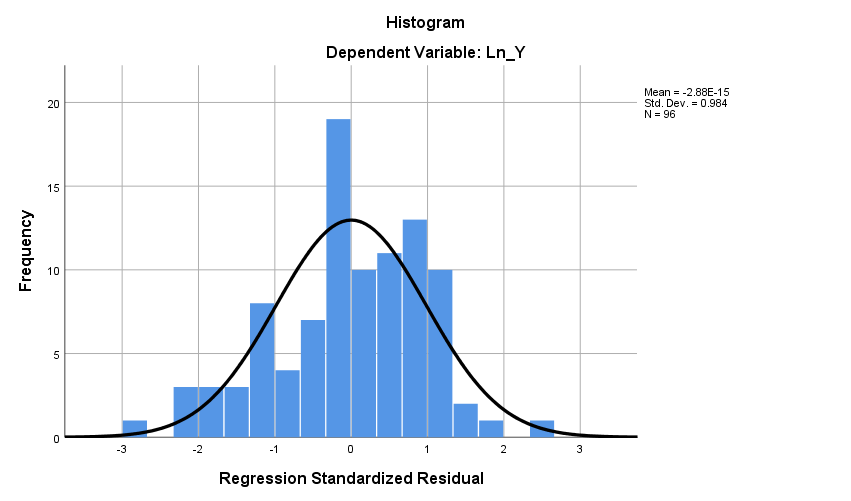 Histogram
Dependent Variable: Ln_Y
Mean = -2.88E-15
Std. Dev. = 0.984
N = 96
20
15
10
5
0
Frequency
-3 -2 -1 0 1 2 3
Regression Standardized Residual